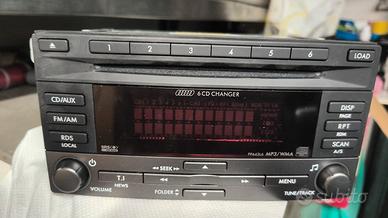 1 2 3 4 5 6 LOAD
6 CD CHANGER
CD/AUX
FM/AM
RDS
LOCAL
DISP
PAGE
RPT
RDM
SCAN
A/S
MP3/WMA
VOLUME
T.I
NEWS
SEEK
FOLDER
MENU
TUNE/TRACK
subito